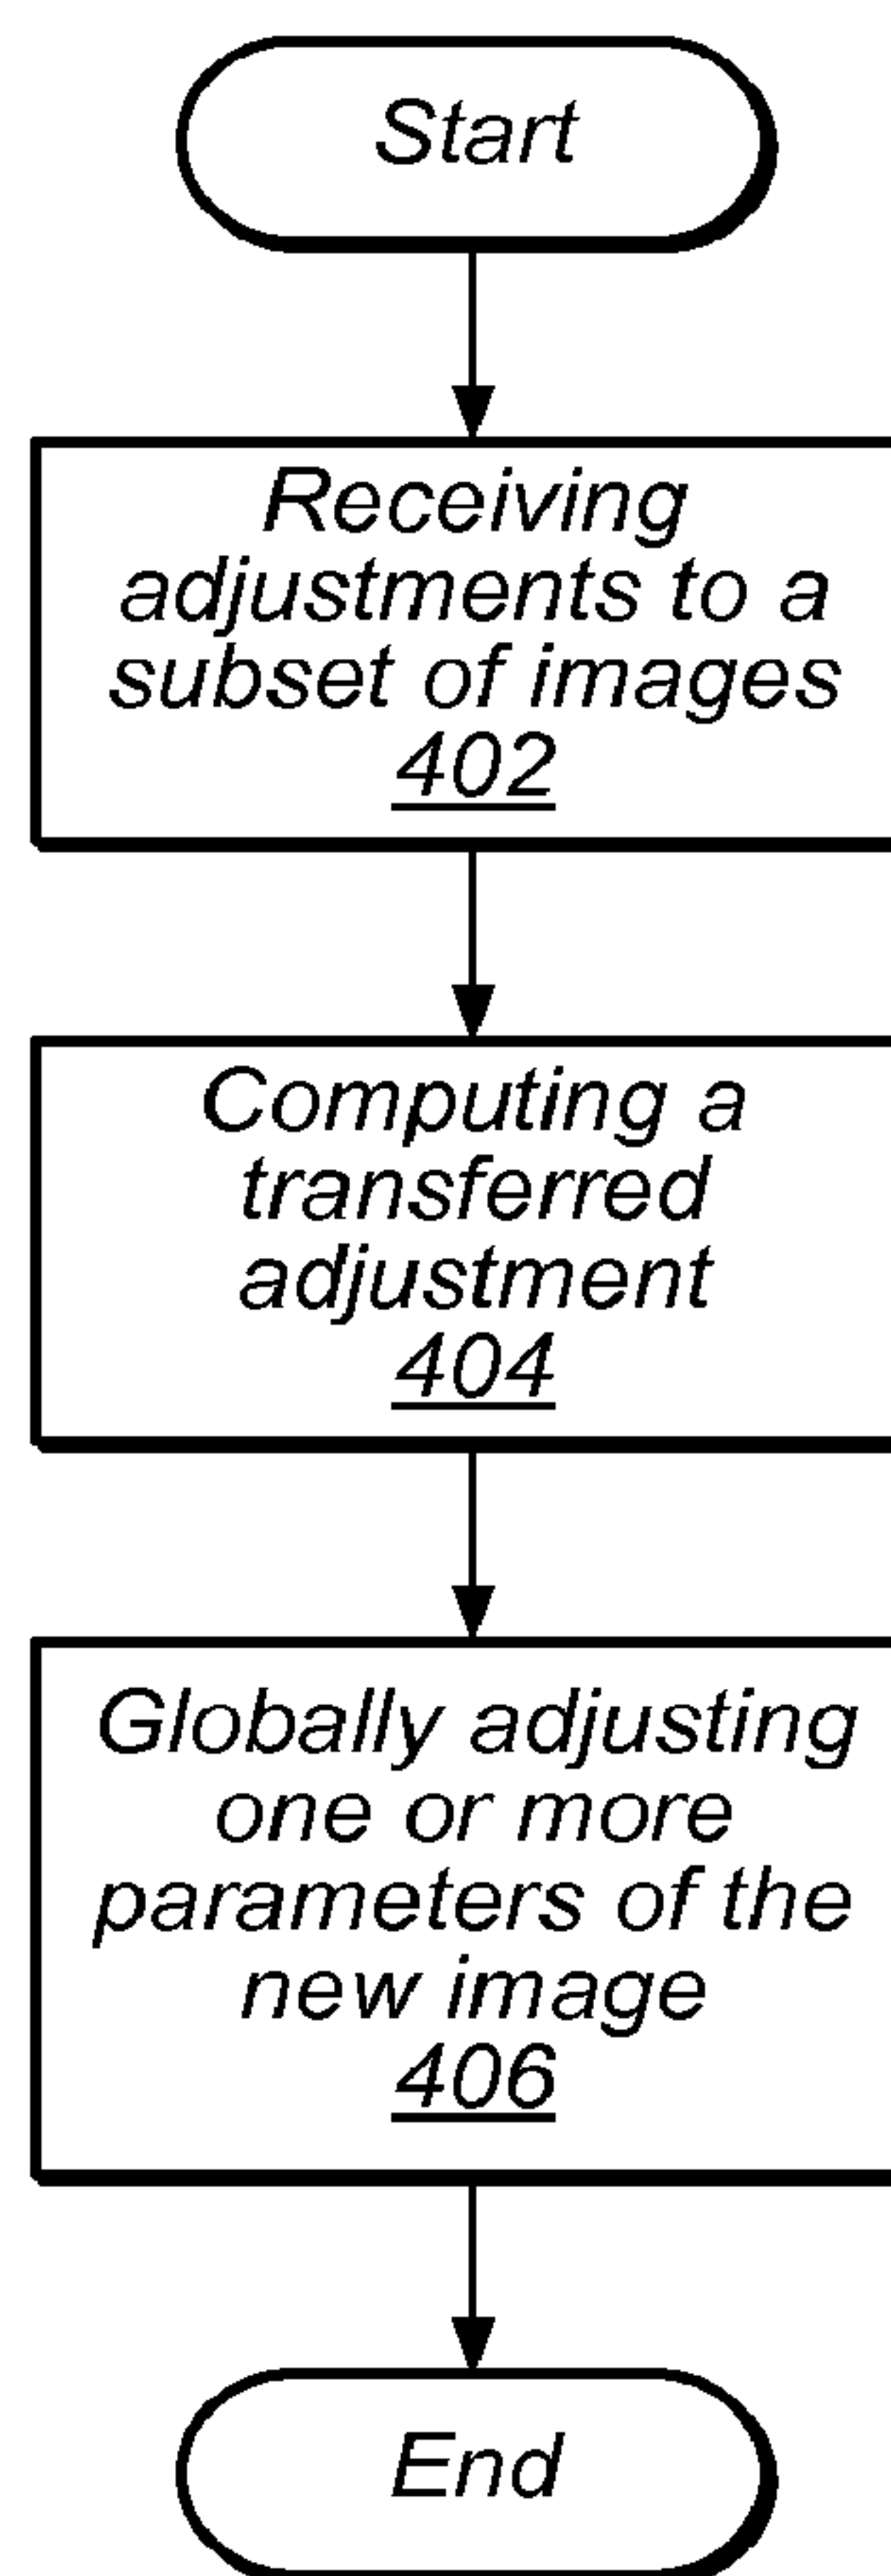 Start
Receiving
adjustments to a
subset of images
402
Computing a
transferred
adjustment
404
Globally adjusting
one or more
parameters of the
new image
406
End